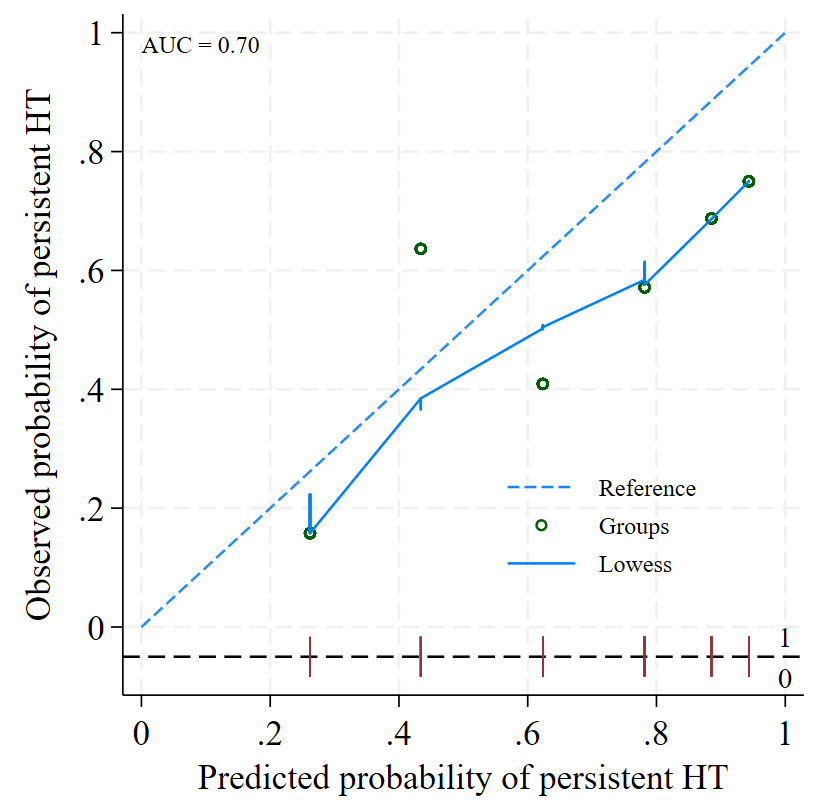 AUC = 0.70
Observed probability of persistent HT
1
.8
.6
.4
.2
0
Reference
Groups
Lowess
1
0
0 .2 .4 .6 .8 1
Predicted probability of persistent HT